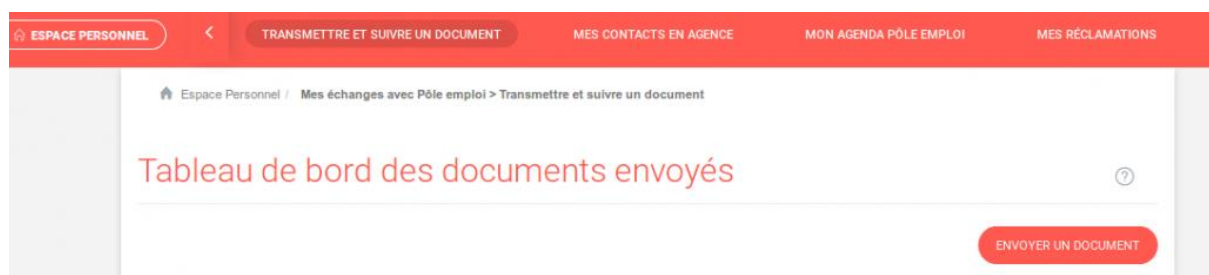 ESPACE PERSONNEL < TRANSMETTRE ET SUIVRE UN DOCUMENT MES CONTACTS EN AGENCE MON AGENDA PÔLE EMPLOI MES RÉCLAMATIONS
Espace Personnel / Mes échanges avec Pôle emploi > Transmettre et suivre un document
Tableau de bord des documents envoyés ?
ENVOYER UN DOCUMENT